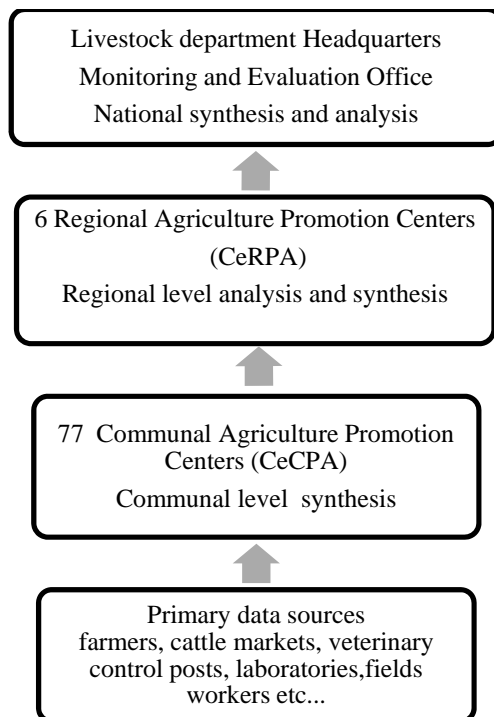 Livestock department Headquarters
Monitoring and Evaluation Office
National synthesis and analysis
6 Regional Agriculture Promotion Centers
(CeRPA)
Regional level analysis and synthesis
77 Communal Agriculture Promotion
Centers (CeCPA)
Communal level synthesis
Primary data sources
farmers, cattle markets, veterinary
control posts, laboratories,fields
workers etc...